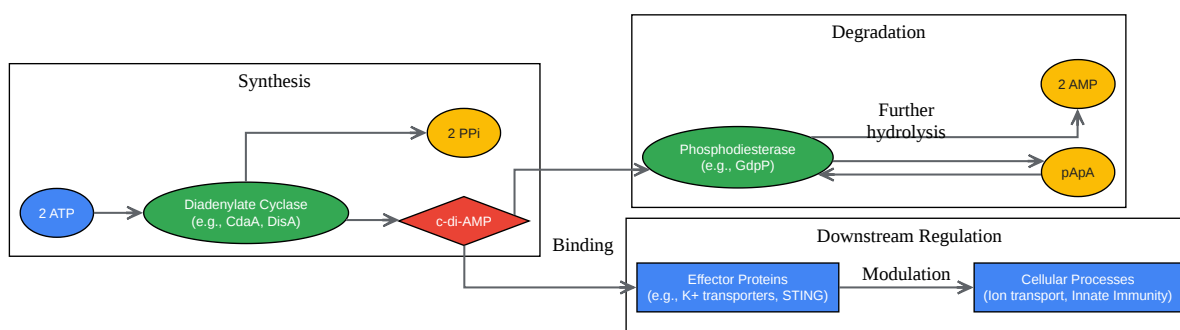 Synthesis
2 PPi
2 ATP
Diadenylate Cyclase
(e.g., CdaA, DisA)
c-di-AMP
Degradation
2 AMP
Further
hydrolysis
Phosphodiesterase
(e.g., GdpP)
pApA
Binding
Downstream Regulation
Effector Proteins
(e.g., K+ transporters, STING)
Modulation
Cellular Processes
(Ion transport, Innate Immunity)